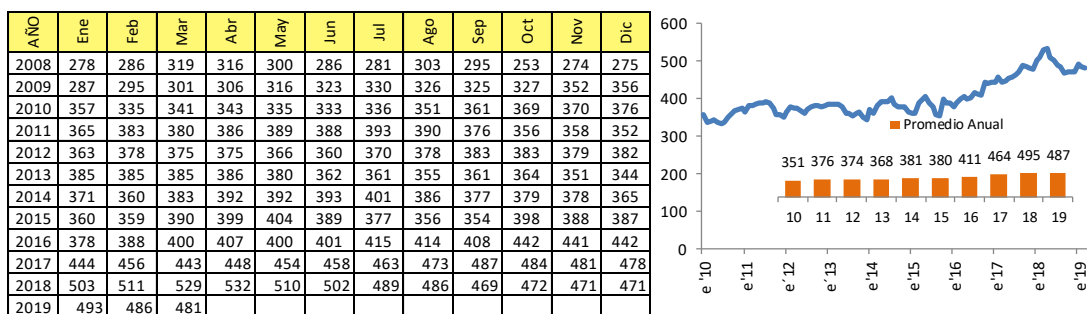 AÑO Ene Feb Mar Abr May Jun Jul Ago Sep Oct Nov Dic
2008 278 286 319 316 300 286 281 303 295 253 274 275
2009 287 295 301 306 316 323 330 326 325 327 352 356
2010 357 335 341 343 335 333 336 351 361 369 370 376
2011 365 383 380 386 389 388 393 390 376 356 358 352
2012 363 378 375 375 366 360 370 378 383 383 379 382
2013 385 385 385 386 380 362 361 355 361 364 351 344
2014 371 360 383 392 392 393 401 386 377 379 378 365
2015 360 359 390 399 404 389 377 356 354 398 388 387
2016 378 388 400 407 400 401 415 414 408 442 441 442
2017 444 456 443 448 454 458 463 473 487 484 481 478
2018 503 511 529 532 510 502 489 486 469 472 471 471
2019 493 486 481
600
500
400
300
200
100
0
Promedio Anual
351 376 374 368 381 380 411 464 495 487
10 11 12 13 14 15 16 17 18 19
e '10 e '11 e´12 e '13 e '14 e '15 e '16 e '17 e '18 e '19